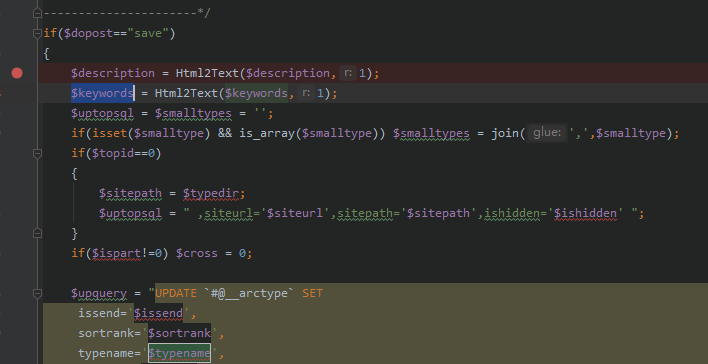 ----------------------*/
if($dopost=="save")
{
$description = Html2Text($description, r: 1);
$keywords = Html2Text($keywords, r: 1);
$uptopsql = $smalltypes = '';
if(isset($smalltype) && is_array($smalltype)) $smalltypes = join( glue: ',',$smalltype);
if($topid==0)
{
$sitepath = $typedir;
$uptopsql = " ,siteurl='$siteurl',sitepath='$sitepath',ishidden='$ishidden' ";
}
if($ispart!=0) $cross = 0;
$upquery = "UPDATE `#@__arctype` SET
issend='$issend',
sortrank='$sortrank',
typename='$typename',